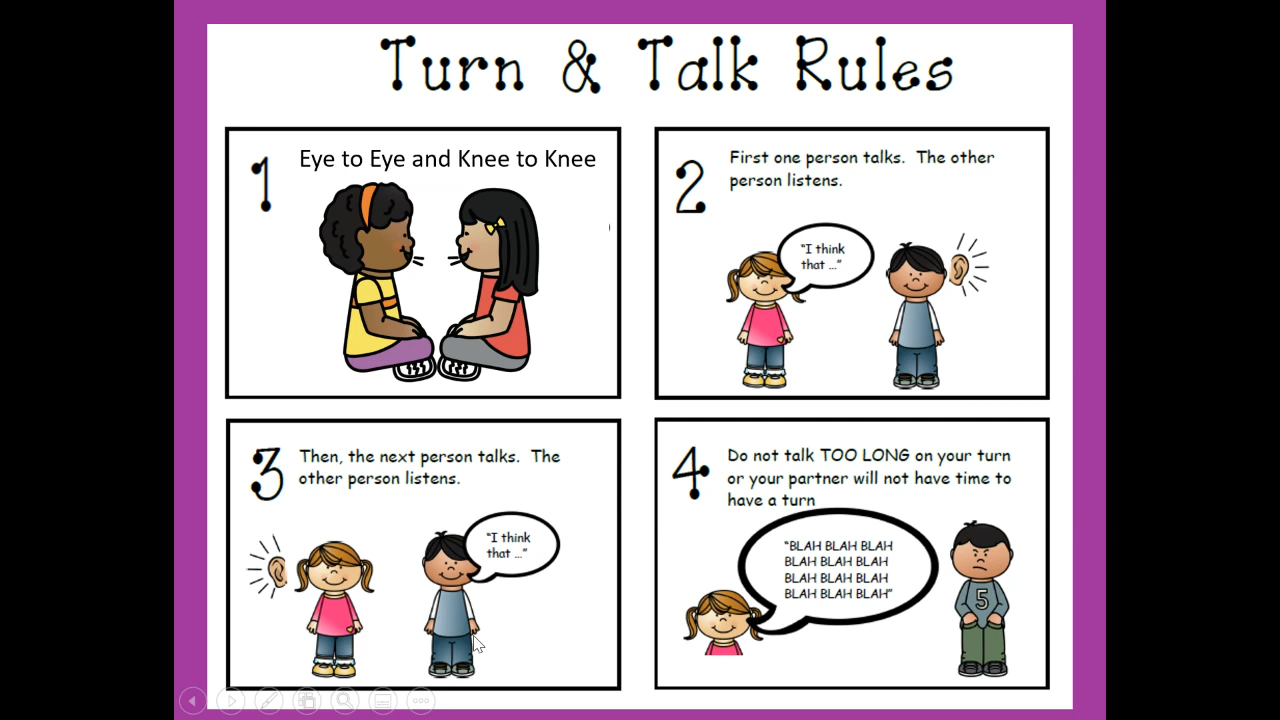 Turn & Talk Rules
1
Eye to Eye and Knee to Knee
2
First one person talks. The other
person listens.
"I think
that ..."
3
Then, the next person talks. The
other person listens.
"I think
that ..."
4
Do not talk TOO LONG on your turn
or your partner will not have time to
have a turn
"BLAH BLAH BLAH
BLAH BLAH BLAH
BLAH BLAH BLAH
BLAH BLAH BLAH"
5